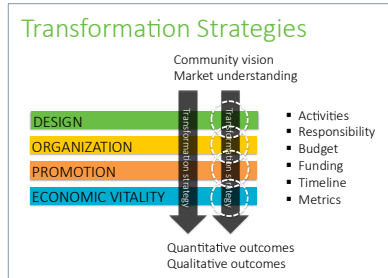 Transformation Strategies
Community vision
Market understanding
DESIGN
ORGANIZATION
PROMOTION
ECONOMIC VITALITY
Transformation strategy
Transformation strategy
Activities
Responsibility
Budget
Funding
Timeline
Metrics
Quantitative outcomes
Qualitative outcomes